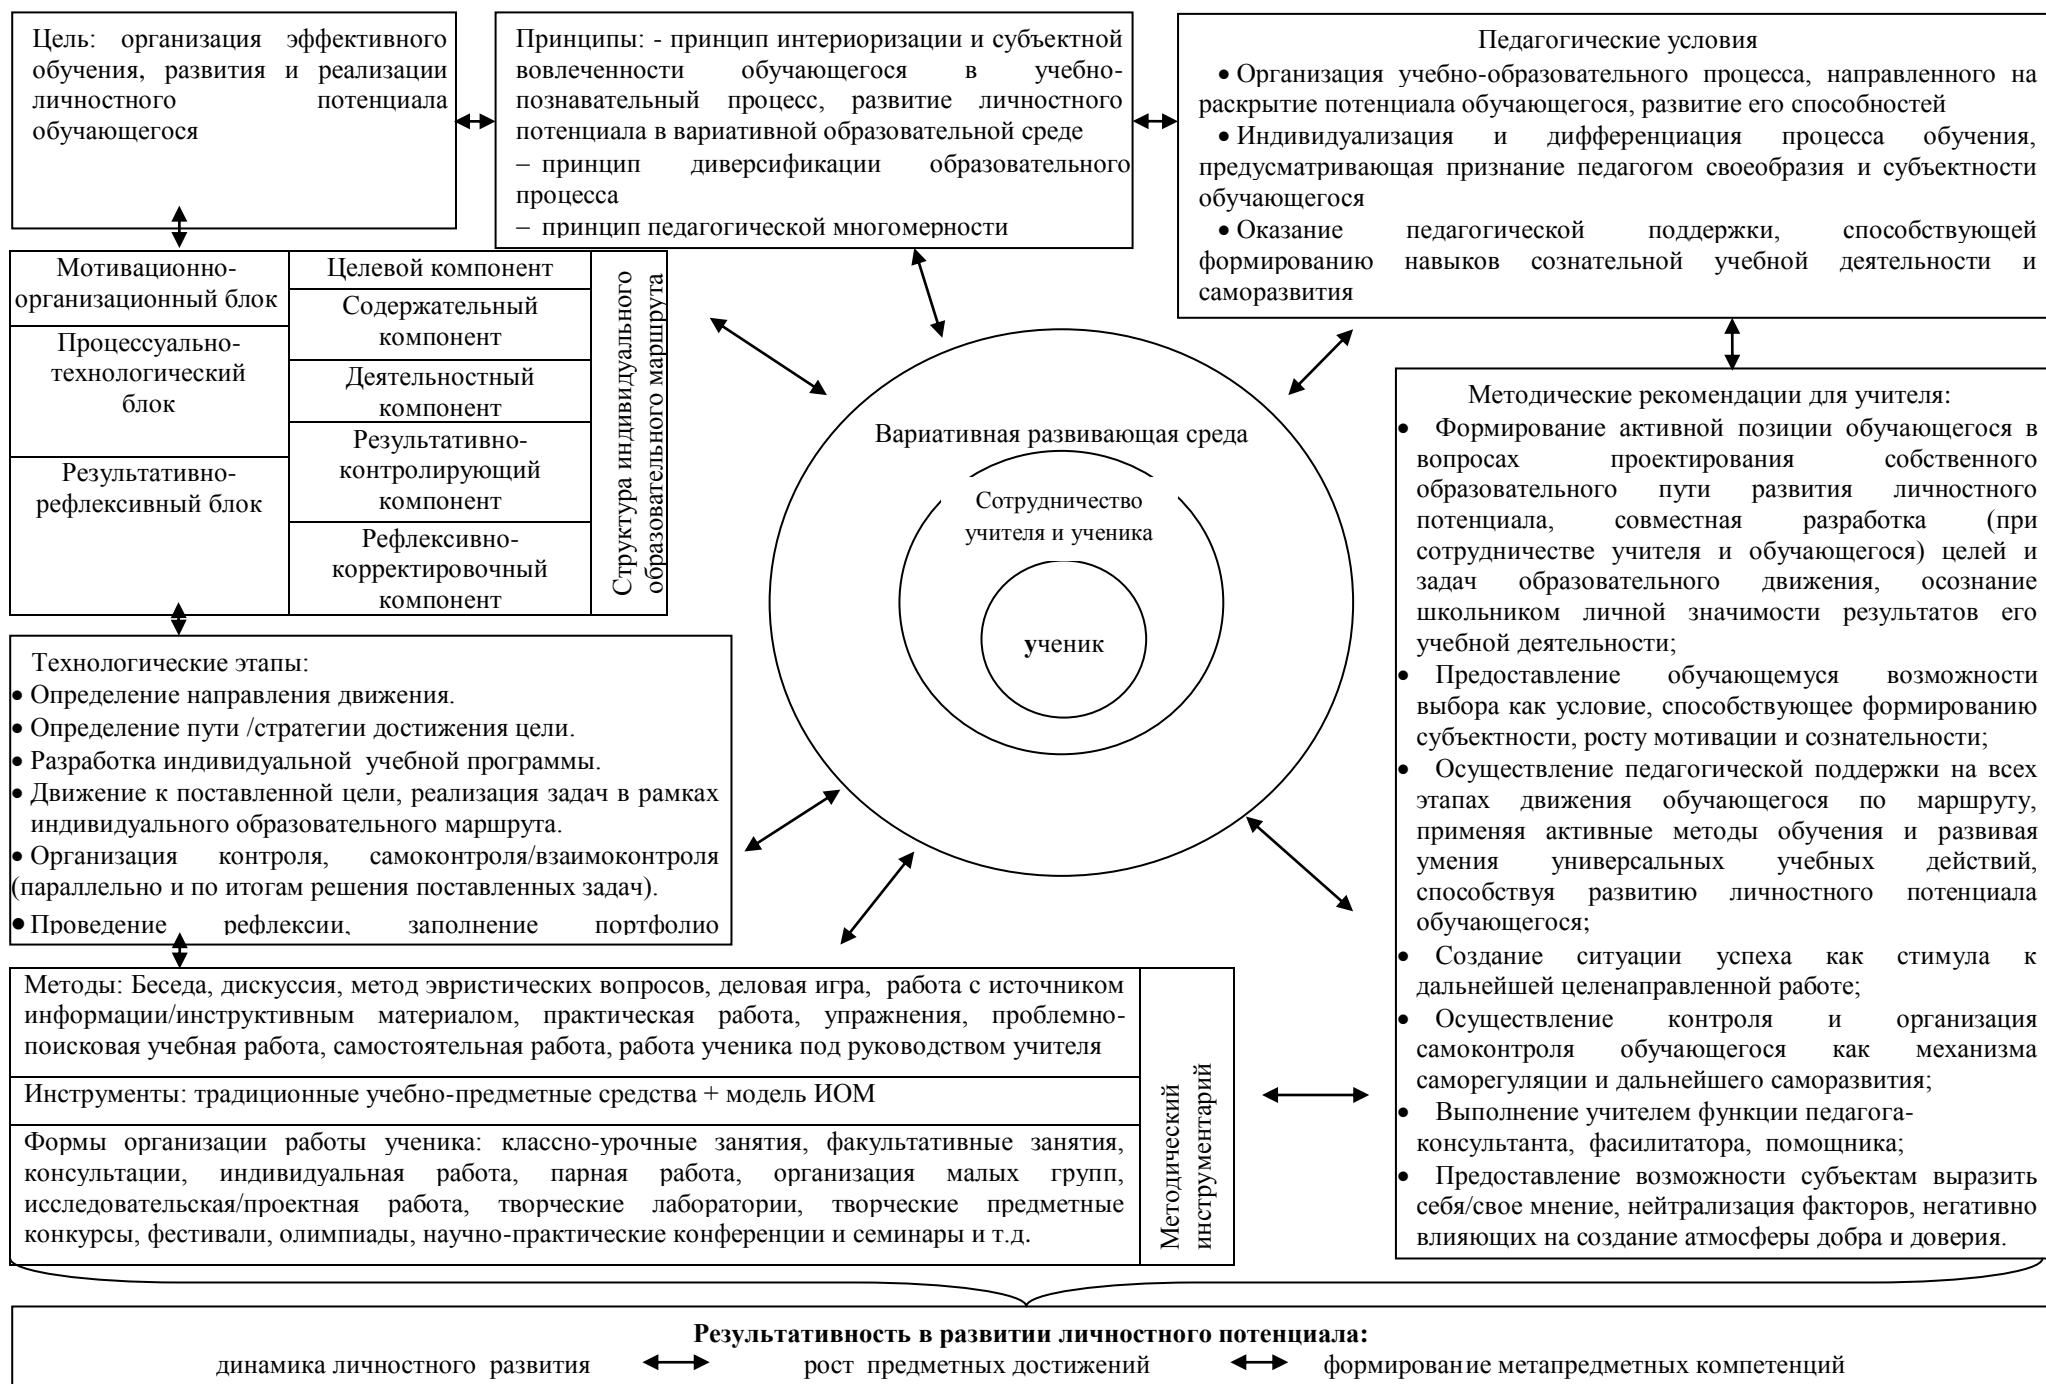 Цель: организация эффективного
обучения, развития и реализации
личностного потенциала
обучающегося
Принципы: - принцип интериоризации и субъектной
вовлеченности обучающегося в учебно-
познавательный процесс, развитие личностного
потенциала в вариативной образовательной среде
– принцип диверсификации образовательного
процесса
– принцип педагогической многомерности
Педагогические условия
• Организация учебно-образовательного процесса, направленного на
раскрытие потенциала обучающегося, развитие его способностей
• Индивидуализация и дифференциация процесса обучения,
предусматривающая признание педагогом своеобразия и субъектности
обучающегося
• Оказание педагогической поддержки, способствующей
формированию навыков сознательной учебной деятельности и
саморазвития
Мотивационно-
организационный блок
Процессуально-
технологический
блок
Результативно-
рефлексивный блок
Целевой компонент
Содержательный
компонент
Деятельностный
компонент
Результативно-
контролирующий
компонент
Рефлексивно-
корректировочный
компонент
Структура индивидуального
образовательного маршрута
Вариативная развивающая среда
Сотрудничество
учителя и ученика
ученик
Методические рекомендации для учителя:
• Формирование активной позиции обучающегося в
вопросах проектирования собственного
образовательного пути развития личностного
потенциала, совместная разработка (при
сотрудничестве учителя и обучающегося) целей и
задач образовательного движения, осознание
школьником личной значимости результатов его
учебной деятельности;
• Предоставление обучающемуся возможности
выбора как условие, способствующее формированию
субъектности, росту мотивации и сознательности;
• Осуществление педагогической поддержки на всех
этапах движения обучающегося по маршруту,
применяя активные методы обучения и развивая
умения универсальных учебных действий,
способствуя развитию личностного потенциала
обучающегося;
• Создание ситуации успеха как стимула к
дальнейшей целенаправленной работе;
• Осуществление контроля и организация
самоконтроля обучающегося как механизма
саморегуляции и дальнейшего саморазвития;
• Выполнение учителем функции педагога-
консультанта, фасилитатора, помощника;
• Предоставление возможности субъектам выразить
себя/свое мнение, нейтрализация факторов, негативно
влияющих на создание атмосферы добра и доверия.
Технологические этапы:
• Определение направления движения.
• Определение пути /стратегии достижения цели.
• Разработка индивидуальной учебной программы.
• Движение к поставленной цели, реализация задач в рамках
индивидуального образовательного маршрута.
• Организация контроля, самоконтроля/взаимоконтроля
(параллельно и по итогам решения поставленных задач).
• Проведение рефлексии, заполнение портфолио
Методы: Беседа, дискуссия, метод эвристических вопросов, деловая игра, работа с источником
информации/инструктивным материалом, практическая работа, упражнения, проблемно-
поисковая учебная работа, самостоятельная работа, работа ученика под руководством учителя
Инструменты: традиционные учебно-предметные средства + модель ИОМ
Формы организации работы ученика: классно-урочные занятия, факультативные занятия,
консультации, индивидуальная работа, парная работа, организация малых групп,
исследовательская/проектная работа, творческие лаборатории, творческие предметные
конкурсы, фестивали, олимпиады, научно-практические конференции и семинары и т.д.
Методический
инструментарий
Результативность в развитии личностного потенциала:
динамика личностного развития рост предметных достижений формирование метапредметных компетенций